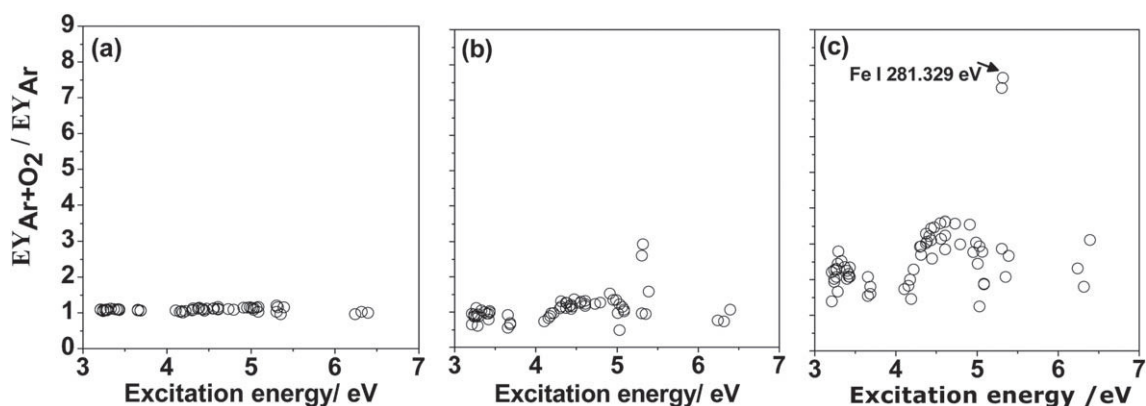 (a)
(b)
(c)
Fe I 281.329 eV
EY_Ar+O2 / EY_Ar
9
8
7
6
5
4
3
2
1
0
3 4 5 6 7
3 4 5 6 7
3 4 5 6 7
Excitation energy/ eV
Excitation energy/ eV
Excitation energy /eV